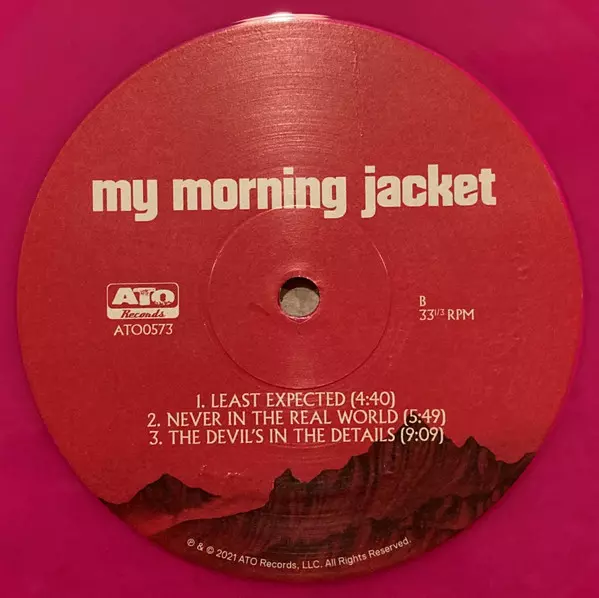 my morning jacket
ATO
Records
ATO0573
B
33 1/3 RPM
1. LEAST EXPECTED (4:40)
2. NEVER IN THE REAL WORLD (5:49)
3. THE DEVIL'S IN THE DETAILS (9:09)
℗ & © 2021 ATO Records, LLC. All Rights Reserved.